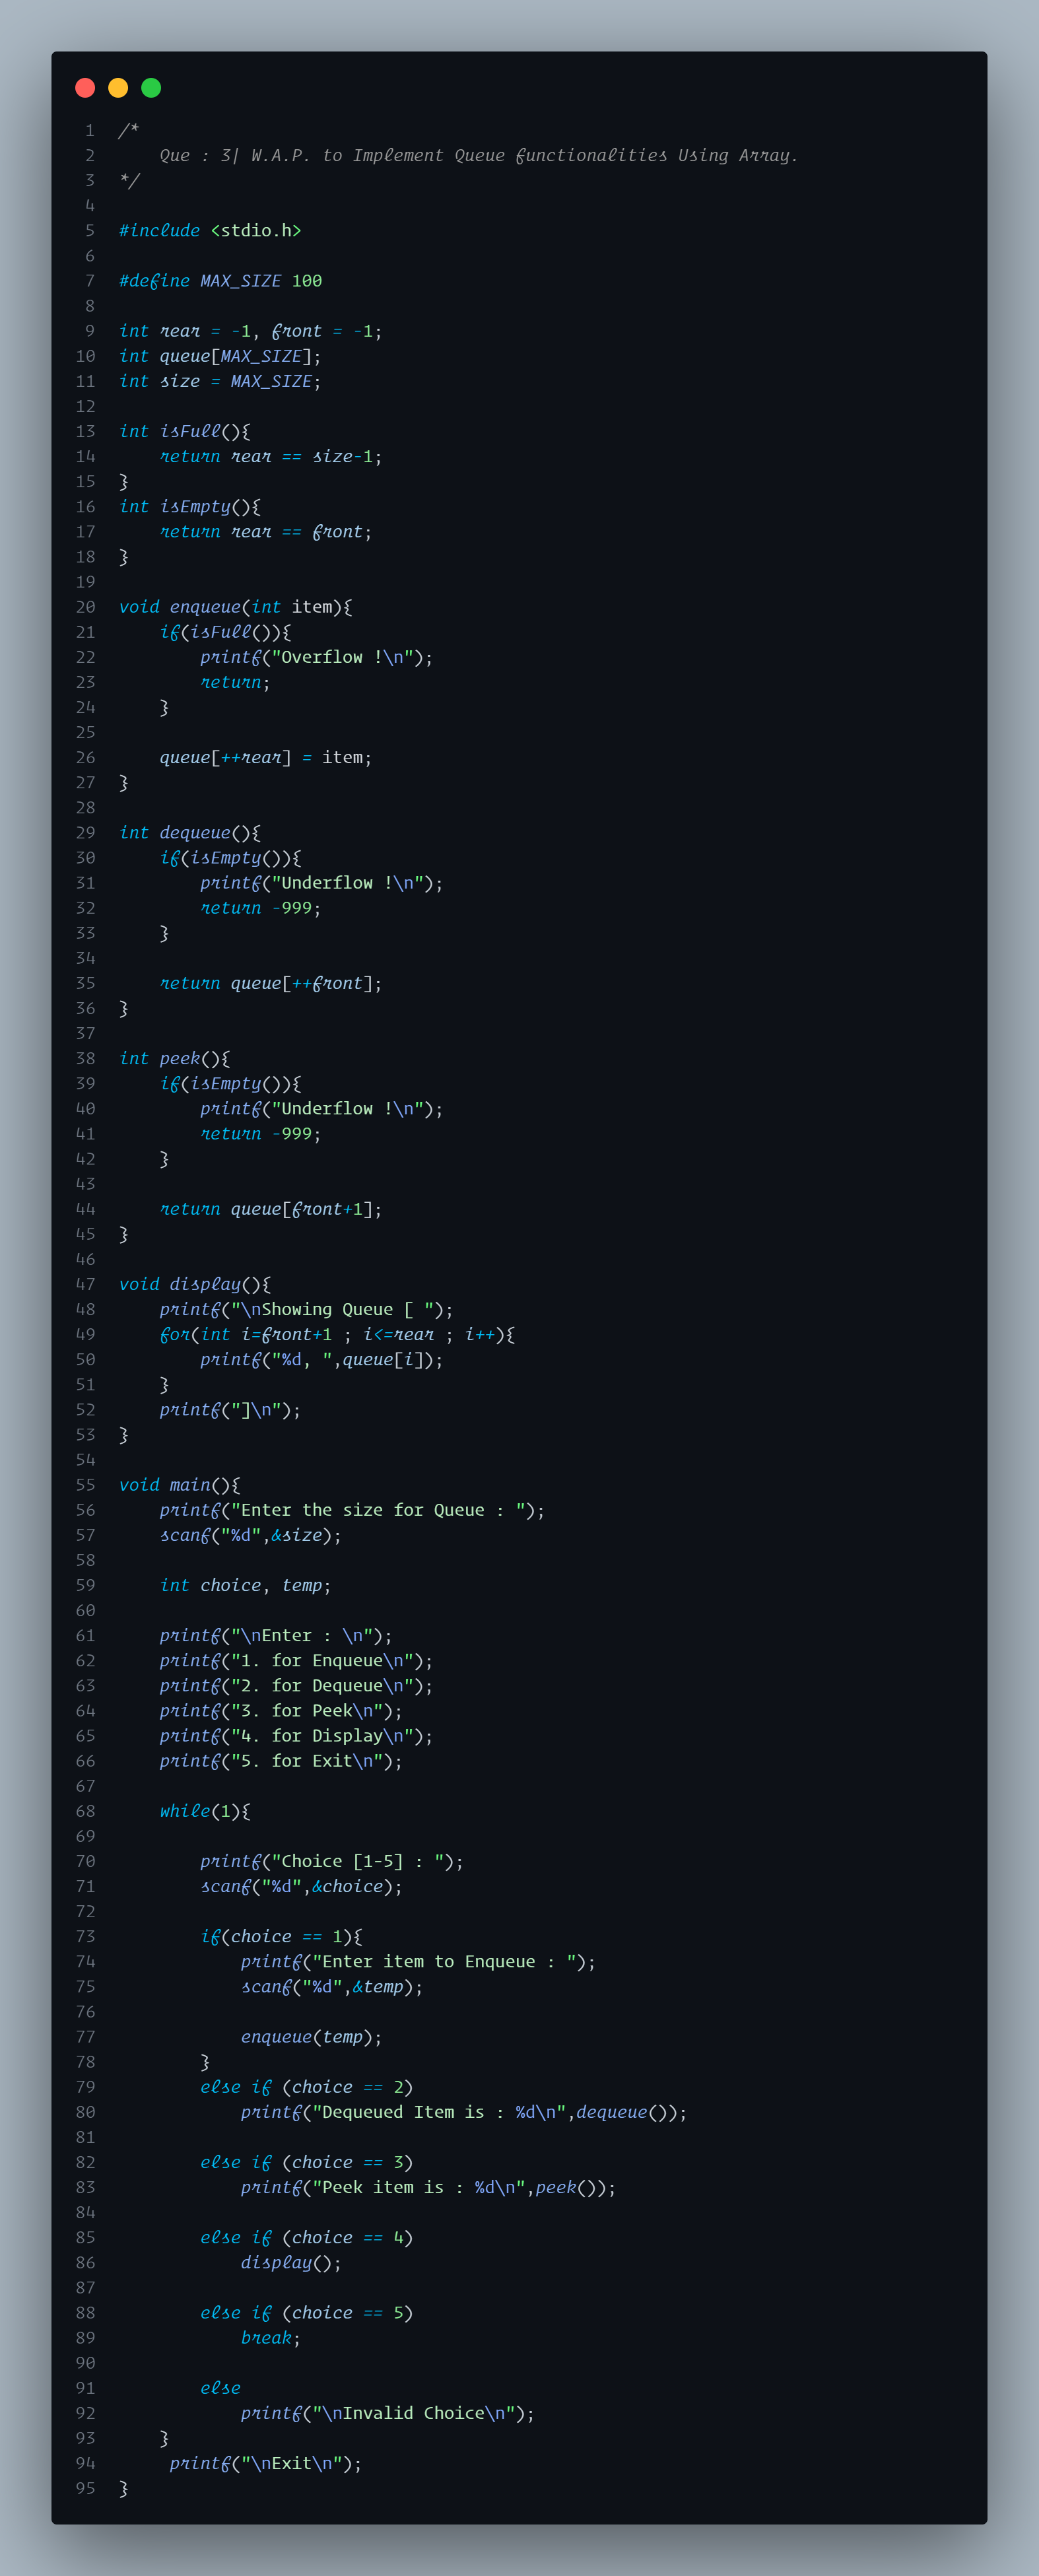 1 /*
2     Que : 3| W.A.P. to Implement Queue functionalities Using Array.
3 */
4
5 #include <stdio.h>
6
7 #define MAX_SIZE 100
8
9 int rear = -1, front = -1;
10 int queue[MAX_SIZE];
11 int size = MAX_SIZE;
12
13 int isFull(){
14     return rear == size-1;
15 }
16 int isEmpty(){
17     return rear == front;
18 }
19
20 void enqueue(int item){
21     if(isFull()){
22         printf("Overflow !\n");
23         return;
24     }
25
26     queue[++rear] = item;
27 }
28
29 int dequeue(){
30     if(isEmpty()){
31         printf("Underflow !\n");
32         return -999;
33     }
34
35     return queue[++front];
36 }
37
38 int peek(){
39     if(isEmpty()){
40         printf("Underflow !\n");
41         return -999;
42     }
43
44     return queue[front+1];
45 }
46
47 void display(){
48     printf("\nShowing Queue [ ");
49     for(int i=front+1 ; i<=rear ; i++){
50         printf("%d, ",queue[i]);
51     }
52     printf("]\n");
53 }
54
55 void main(){
56     printf("Enter the size for Queue : ");
57     scanf("%d",&size);
58
59     int choice, temp;
60
61     printf("\nEnter : \n");
62     printf("1. for Enqueue\n");
63     printf("2. for Dequeue\n");
64     printf("3. for Peek\n");
65     printf("4. for Display\n");
66     printf("5. for Exit\n");
67
68     while(1){
69
70         printf("Choice [1-5] : ");
71         scanf("%d",&choice);
72
73         if(choice == 1){
74             printf("Enter item to Enqueue : ");
75             scanf("%d",&temp);
76
77             enqueue(temp);
78         }
79         else if (choice == 2)
80             printf("Dequeued Item is : %d\n",dequeue());
81
82         else if (choice == 3)
83             printf("Peek item is : %d\n",peek());
84
85         else if (choice == 4)
86             display();
87
88         else if (choice == 5)
89             break;
90
91         else
92             printf("\nInvalid Choice\n");
93     }
94      printf("\nExit\n");
95 }